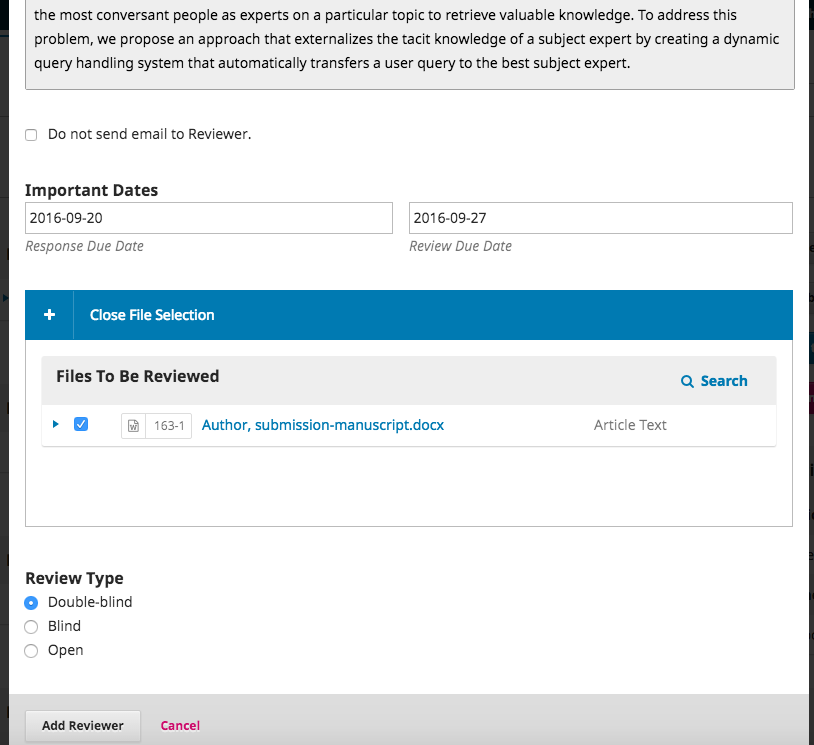 the most conversant people as experts on a particular topic to retrieve valuable knowledge. To address this
problem, we propose an approach that externalizes the tacit knowledge of a subject expert by creating a dynamic
query handling system that automatically transfers a user query to the best subject expert.
Do not send email to Reviewer.
Important Dates
2016-09-20 2016-09-27
Response Due Date Review Due Date
+ Close File Selection
Files To Be Reviewed Search
163-1 Author, submission-manuscript.docx Article Text
Review Type
Double-blind
Blind
Open
Add Reviewer Cancel